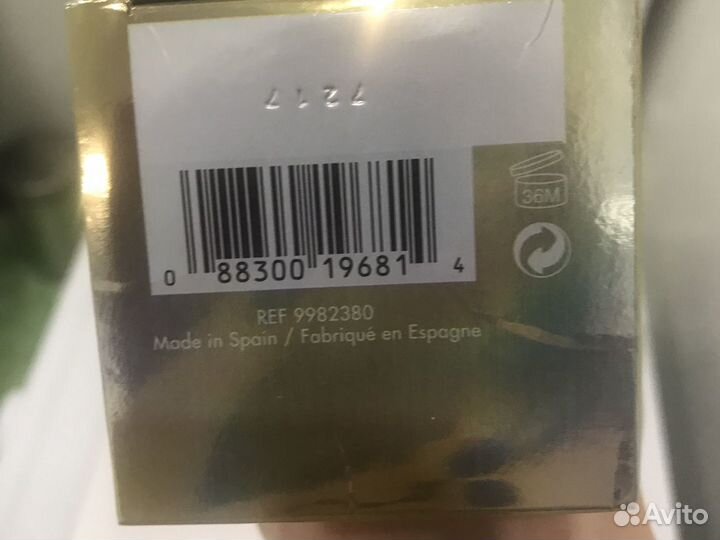 7217
36M
0 88300 19681 4
REF 9982380
Made in Spain / Fabriqué en Espagne
Avito